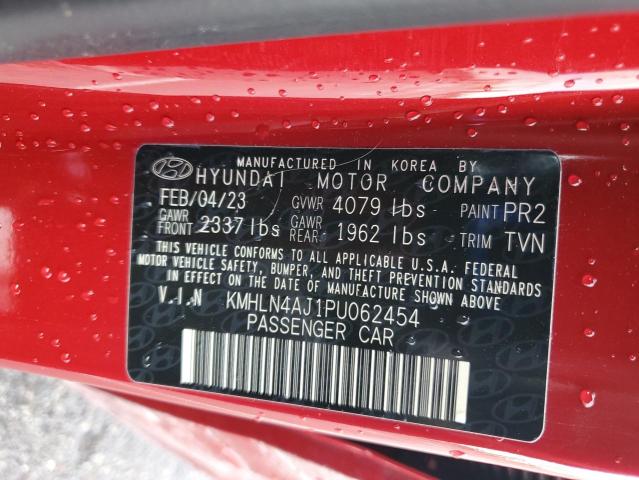 MANUFACTURED IN KOREA BY
HYUNDAI MOTOR COMPANY
FEB/04/23 GVWR 4079 lbs PAINT PR2
GAWR FRONT 2337 lbs GAWR REAR 1962 lbs TRIM TVN
THIS VEHICLE CONFORMS TO ALL APPLICABLE U.S.A. FEDERAL
MOTOR VEHICLE SAFETY, BUMPER, AND THEFT PREVENTION STANDARDS
IN EFFECT ON THE DATE OF MANUFACTURE SHOWN ABOVE
V.I.N KMHLN4AJ1PU062454
PASSENGER CAR